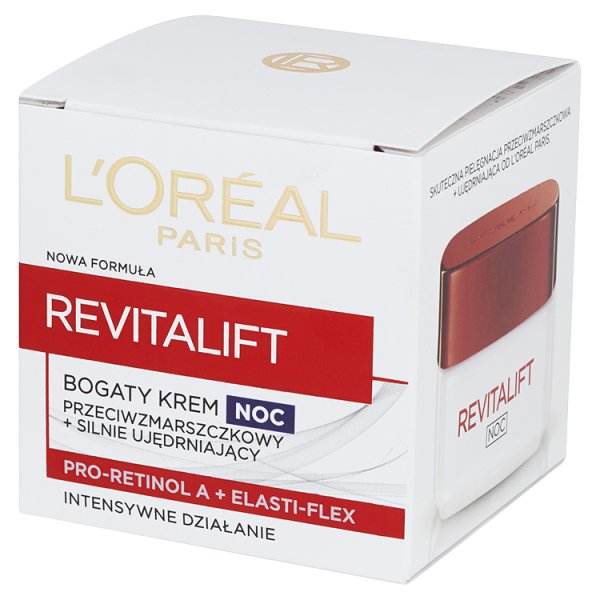 L'ORÉAL
PARIS
NOWA FORMUŁA
REVITALIFT
BOGATY KREM NOC
PRZECIWZMARSZCZKOWY
+ SILNIE UJĘDRNIAJĄCY
PRO-RETINOL A + ELASTI-FLEX
INTENSYWNE DZIAŁANIE
SKUTECZNA PIELĘGNACJA PRZECIWZMARSZCZKOWA
+ UJĘDRNIAJĄCA OD L'ORÉAL PARIS.
REVITALIFT
NOC